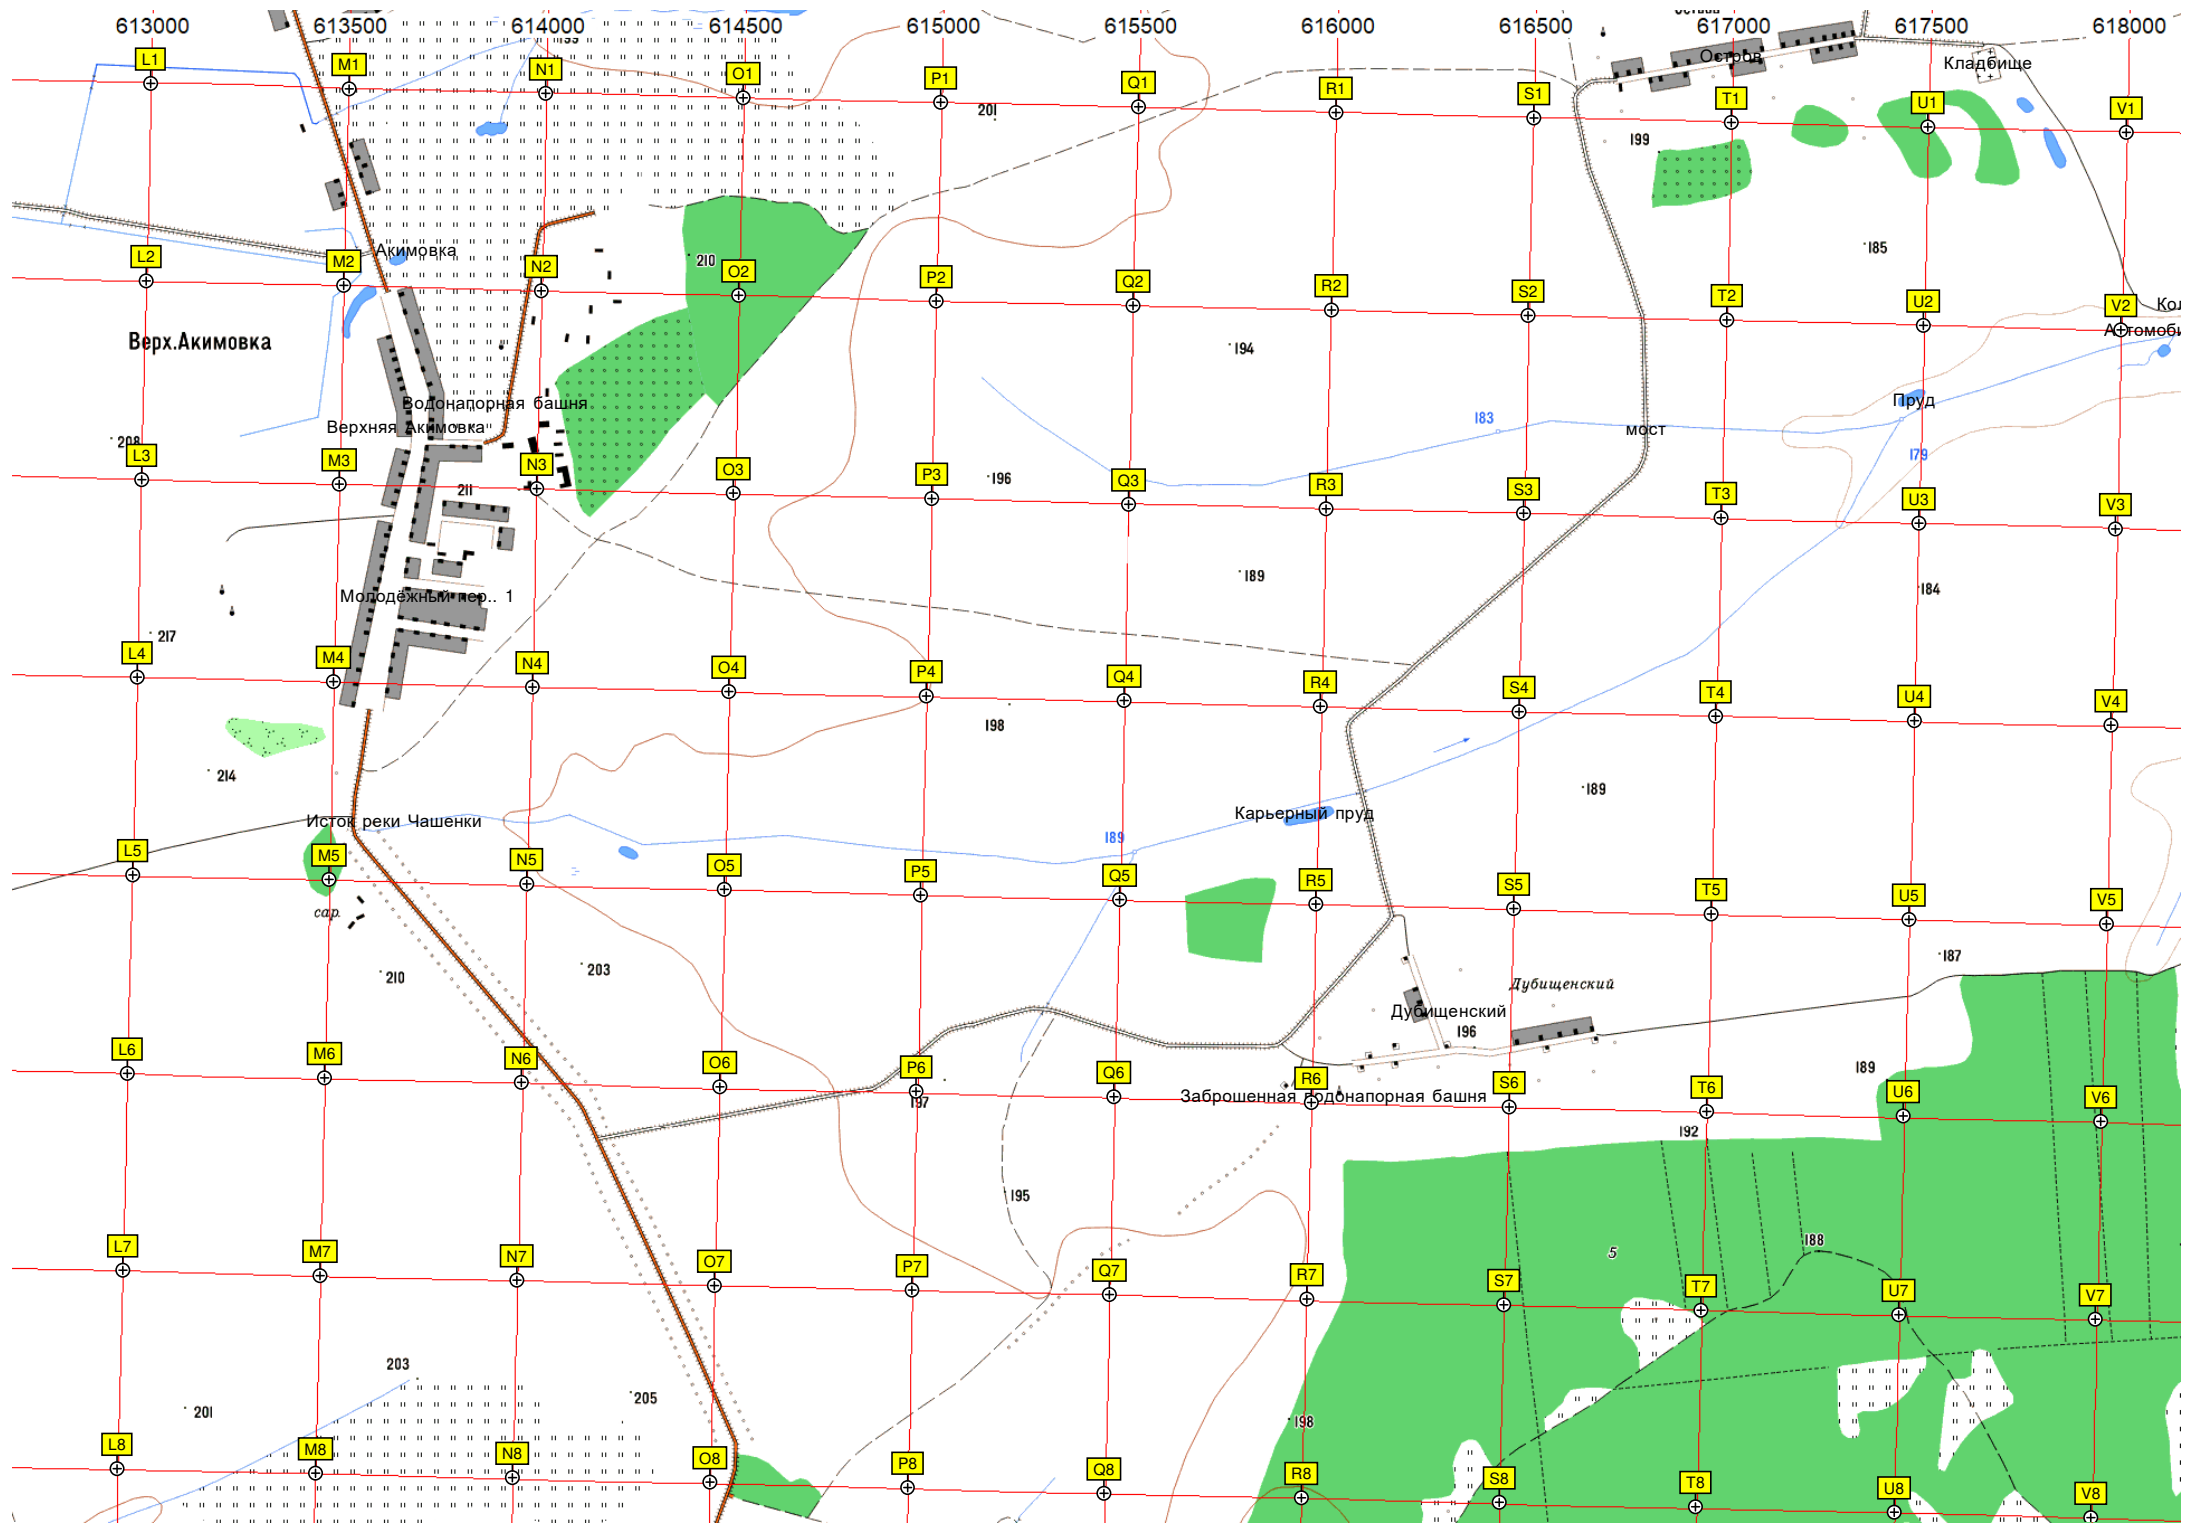 613000 613500 614000 614500 615000 615500 616000 616500 617000 617500 618000
L1 M1 N1 O1 P1 Q1 R1 S1 T1 U1 V1
Остров
Кладбище
201
199
185
Акимовка
210
L2 M2 N2 O2 P2 Q2 R2 S2 T2 U2 V2
Верх.Акимовка
194
Водонапорная башня
Пруд
183
мост
Верхняя Акимовка
208
179
L3 M3 N3 O3 P3 Q3 R3 S3 T3 U3 V3
211
196
189
184
Молодёжный пер.. 1
217
L4 M4 N4 O4 P4 Q4 R4 S4 T4 U4 V4
198
214
189
Карьерный пруд
Исток реки Чашенки
189
L5 M5 N5 O5 P5 Q5 R5 S5 T5 U5 V5
сар.
187
210
203
Дубищенский
Дубищенский
196
L6 M6 N6 O6 P6 Q6 R6 S6 T6 U6 V6
189
Заброшенная водонапорная башня
197
192
195
188
5
L7 M7 N7 O7 P7 Q7 R7 S7 T7 U7 V7
203
205
201
198
L8 M8 N8 O8 P8 Q8 R8 S8 T8 U8 V8